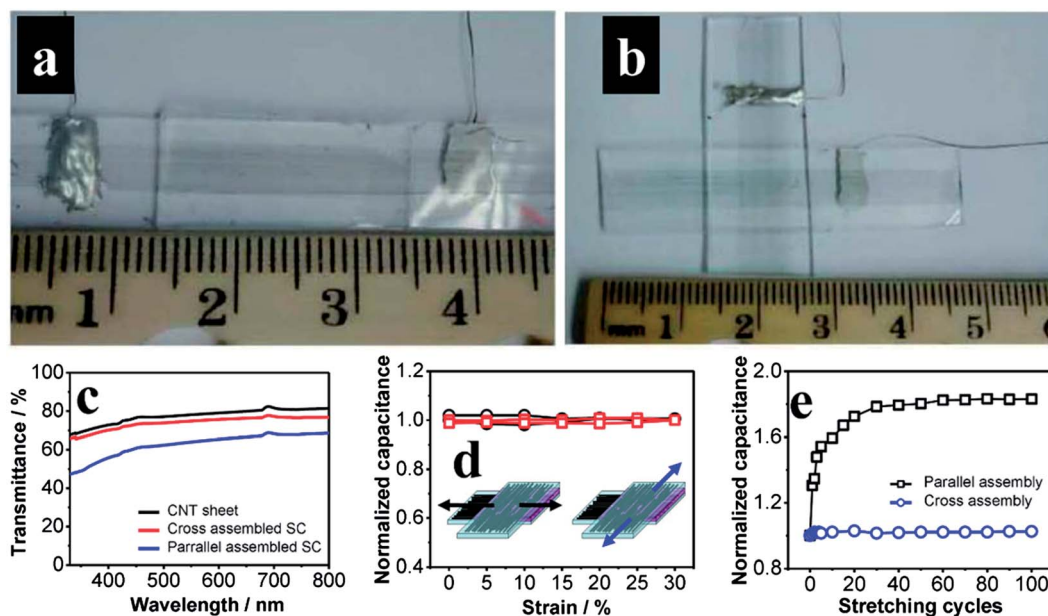 a
b
mm 1 2 3 4
mm 1 2 3 4 5
c
Transmittance / %
100
80
60
40
20
0
CNT sheet
Cross assembled SC
Parrallel assembled SC
400 500 600 700 800
Wavelength / nm
d
Normalized capacitance
1.2
1.0
0.8
0.6
0.4
0 5 10 15 20 25 30
Strain / %
e
Normalized capacitance
2.0
1.6
1.2
0.8
Parallel assembly
Cross assembly
0 20 40 60 80 100
Stretching cycles